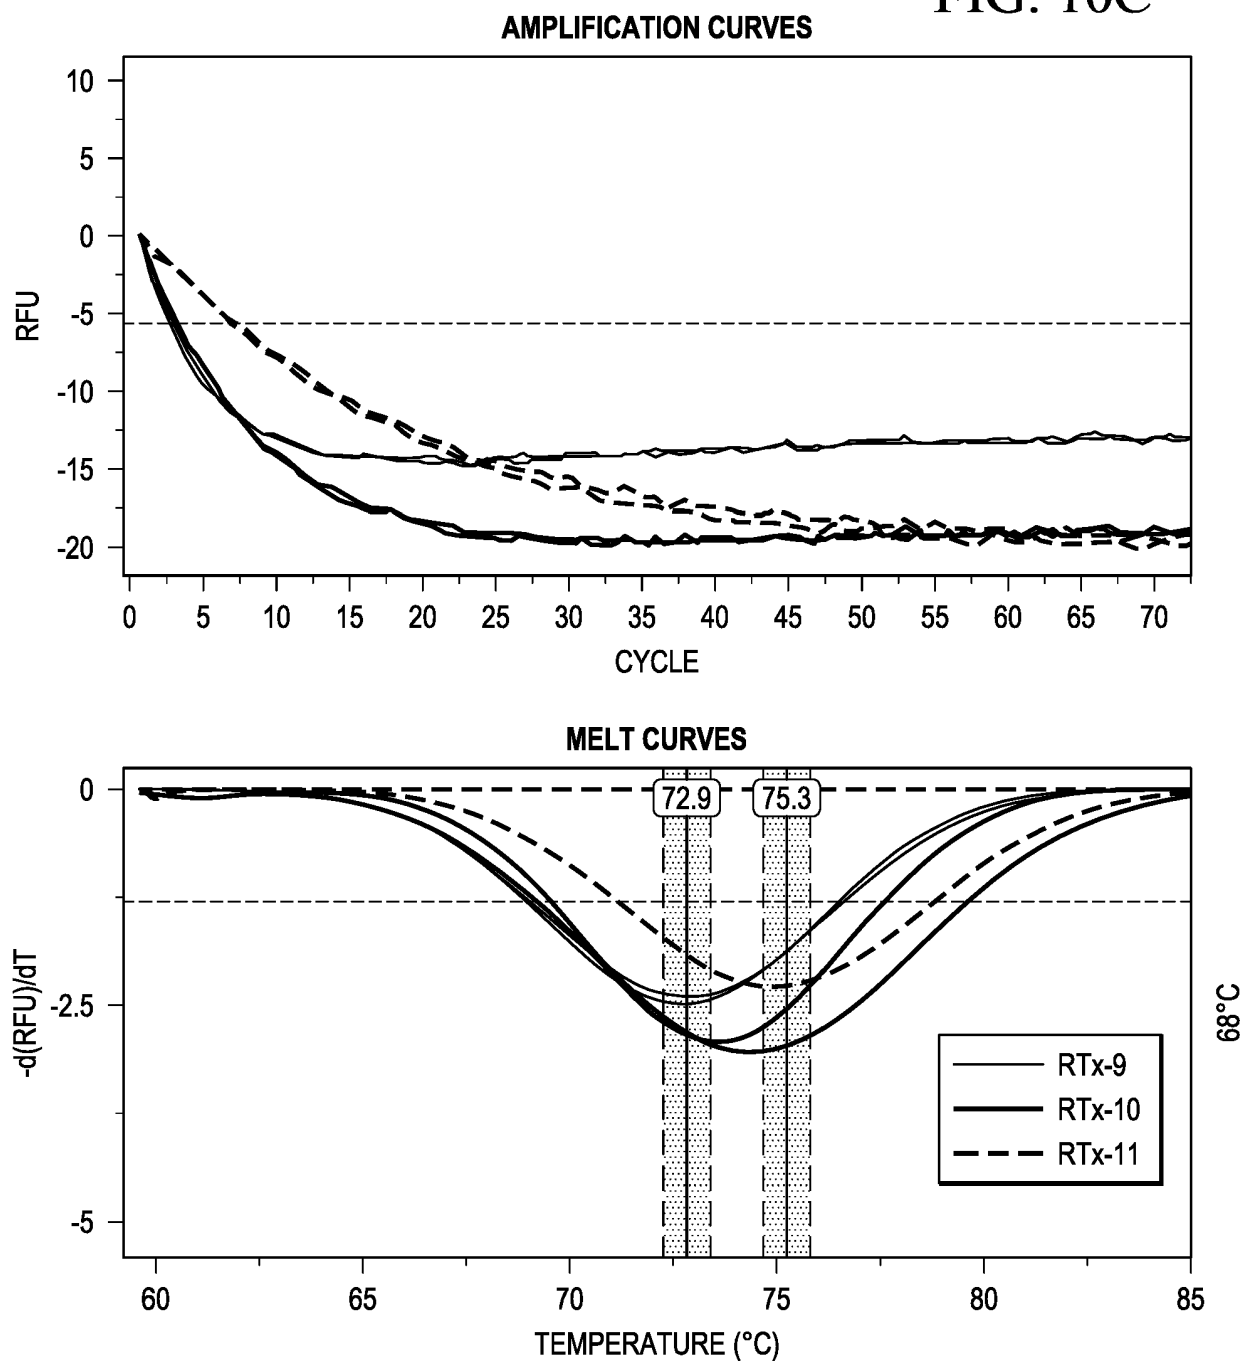 FIG. 10C
AMPLIFICATION CURVES
10
5
0
-5
-10
-15
-20
RFU
0 5 10 15 20 25 30 35 40 45 50 55 60 65 70
CYCLE
MELT CURVES
0
-2.5
-5
-d(RFU)/dT
72.9 75.3
RTx-9
RTx-10
RTx-11
68°C
60 65 70 75 80 85
TEMPERATURE (°C)